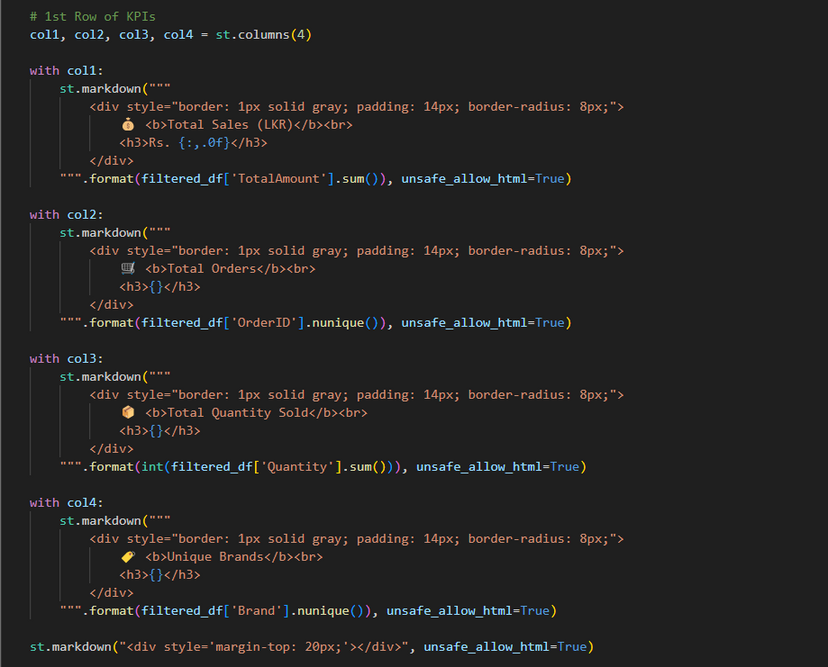 # 1st Row of KPIs
col1, col2, col3, col4 = st.columns(4)
with col1:
st.markdown("""
<div style="border: 1px solid gray; padding: 14px; border-radius: 8px;">
💰 <b>Total Sales (LKR)</b><br>
<h3>Rs. {:,.0f}</h3>
</div>
""".format(filtered_df['TotalAmount'].sum()), unsafe_allow_html=True)
with col2:
st.markdown("""
<div style="border: 1px solid gray; padding: 14px; border-radius: 8px;">
🛒 <b>Total Orders</b><br>
<h3>{}</h3>
</div>
""".format(filtered_df['OrderID'].nunique()), unsafe_allow_html=True)
with col3:
st.markdown("""
<div style="border: 1px solid gray; padding: 14px; border-radius: 8px;">
📦 <b>Total Quantity Sold</b><br>
<h3>{}</h3>
</div>
""".format(int(filtered_df['Quantity'].sum())), unsafe_allow_html=True)
with col4:
st.markdown("""
<div style="border: 1px solid gray; padding: 14px; border-radius: 8px;">
🏷️ <b>Unique Brands</b><br>
<h3>{}</h3>
</div>
""".format(filtered_df['Brand'].nunique()), unsafe_allow_html=True)
st.markdown("<div style='margin-top: 20px;'></div>", unsafe_allow_html=True)